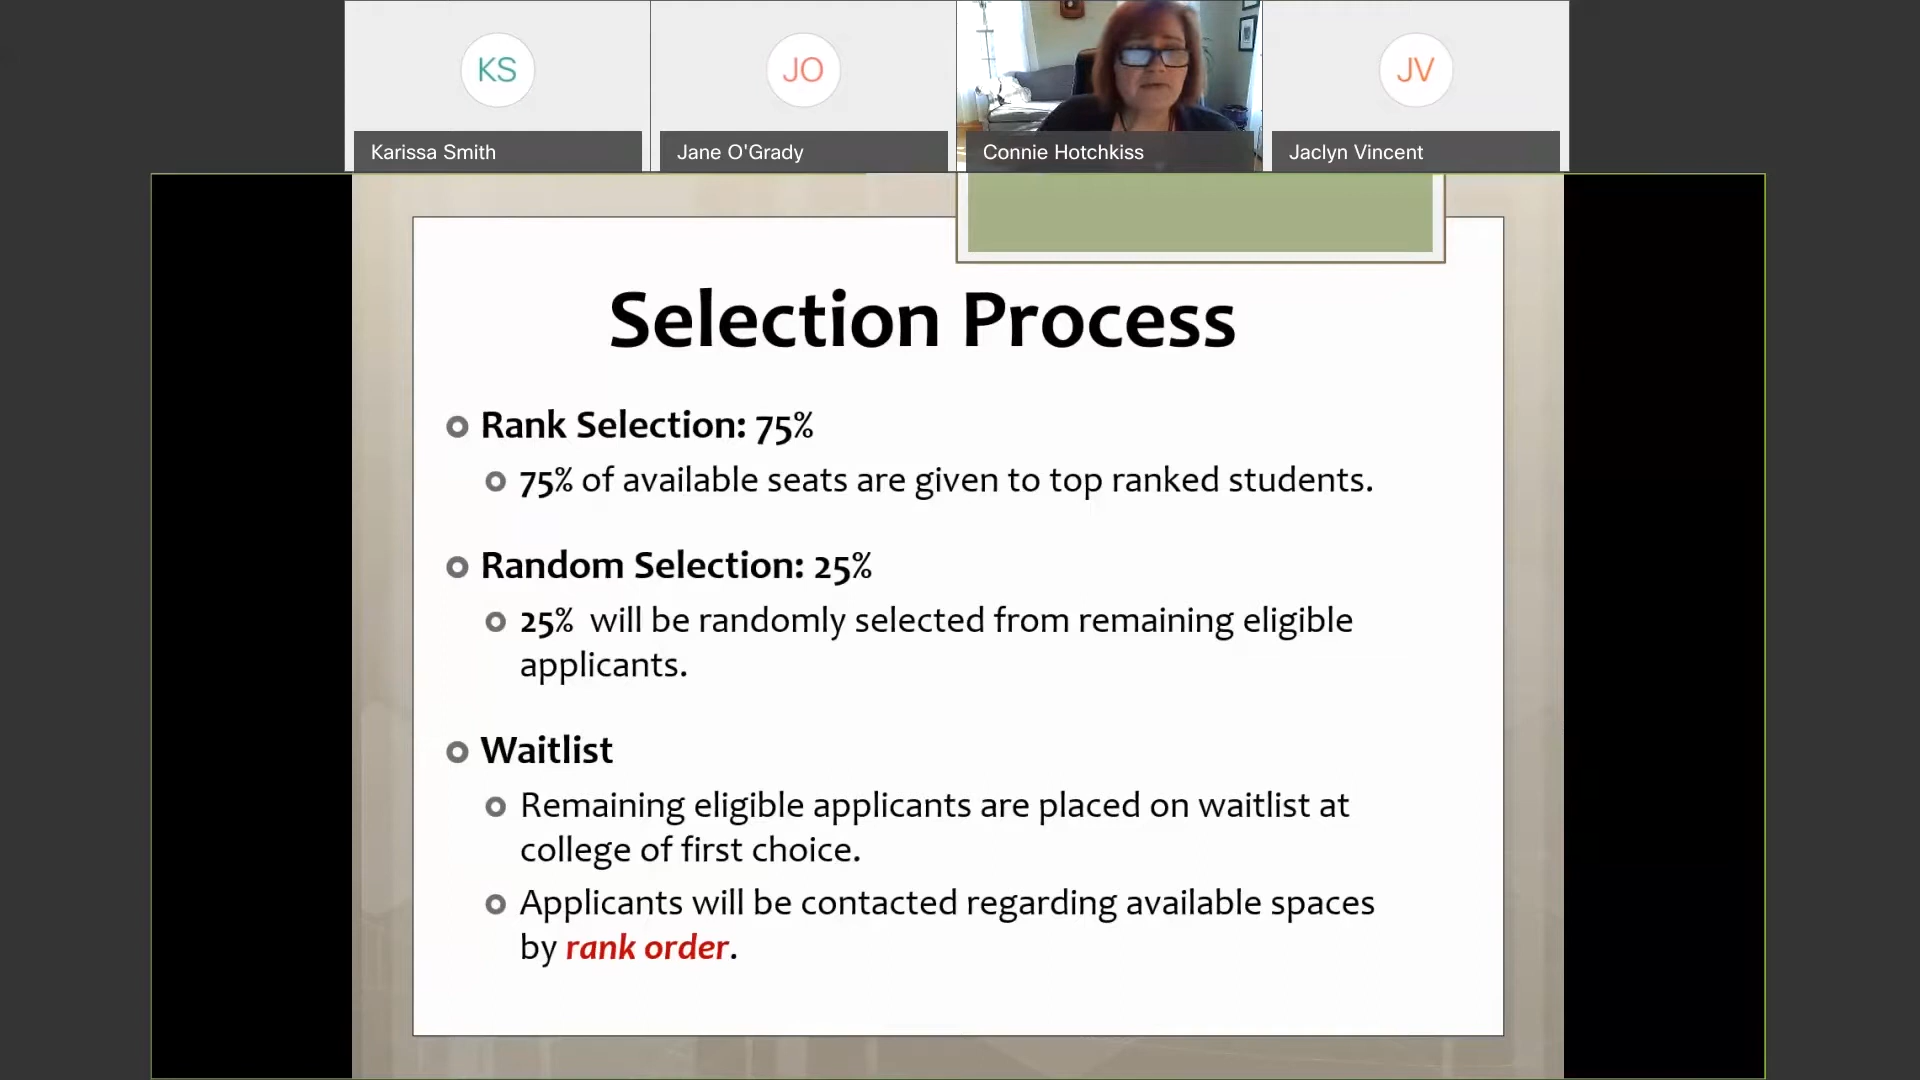 KS
JO
JV
Karissa Smith
Jane O'Grady
Connie Hotchkiss
Jaclyn Vincent
Selection Process
Rank Selection: 75%
75% of available seats are given to top ranked students.
Random Selection: 25%
25% will be randomly selected from remaining eligible
applicants.
Waitlist
Remaining eligible applicants are placed on waitlist at
college of first choice.
Applicants will be contacted regarding available spaces
by rank order.